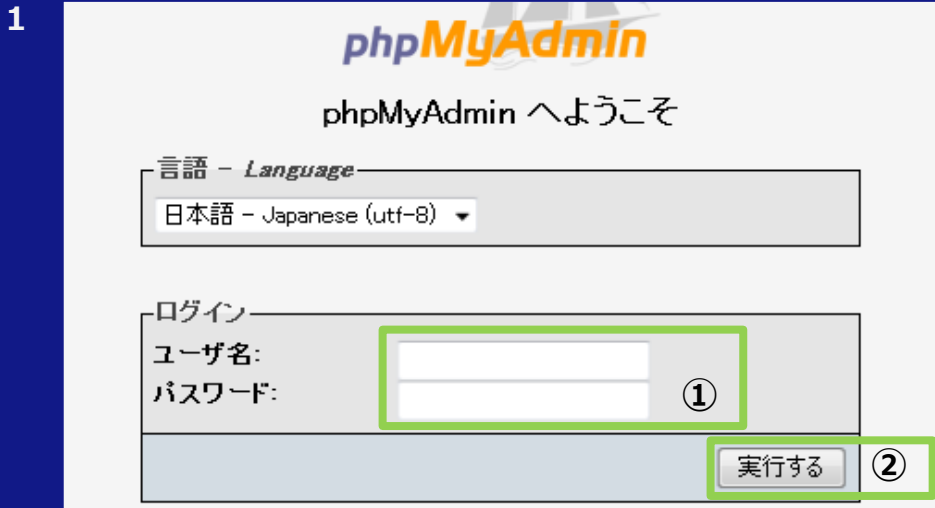 1
phpMyAdmin
phpMyAdmin へようこそ
言語 - Language
日本語 - Japanese (utf-8)
ログイン
ユーザ名:
パスワード:
①
実行する ②